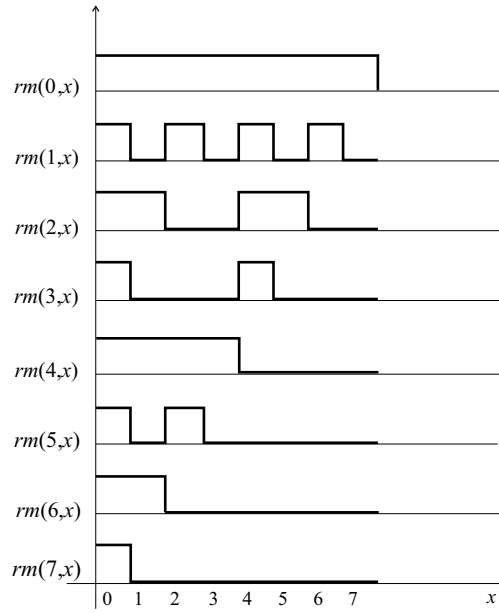 rm(0,x)
rm(1,x)
rm(2,x)
rm(3,x)
rm(4,x)
rm(5,x)
rm(6,x)
rm(7,x)
0 1 2 3 4 5 6 7 x